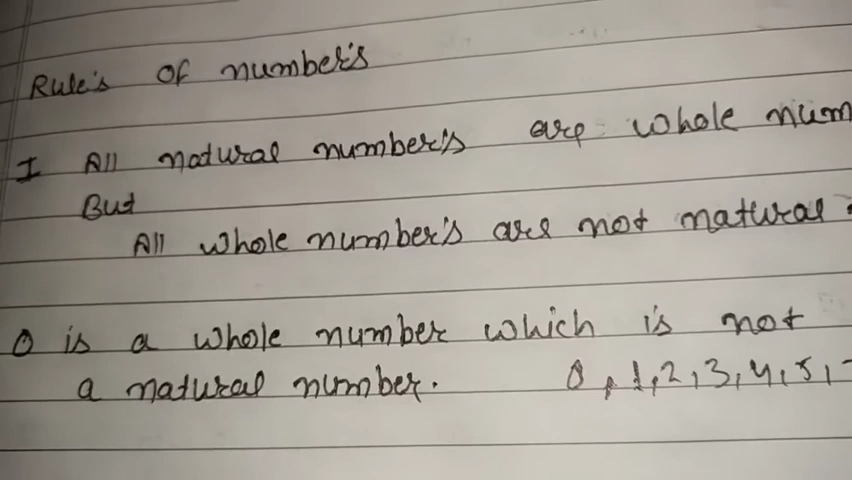 Rule's Of number's
I All natural number's are whole num
But
All whole number's are not natural
0 is a whole number which is not
a natural number. 0, 1, 2, 3, 4, 5,